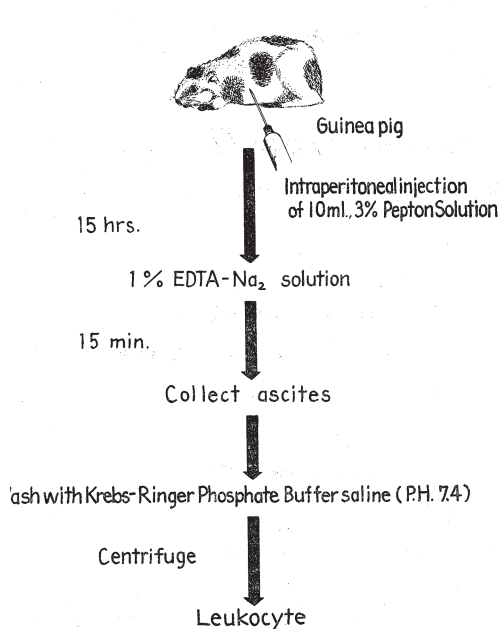 Guinea pig
Intraperitoneal injection
of 10ml., 3% Pepton Solution
15 hrs.
1% EDTA-Na₂ solution
15 min.
Collect ascites
ash with Krebs-Ringer Phosphate Buffer saline (P.H. 7.4)
Centrifuge
Leukocyte